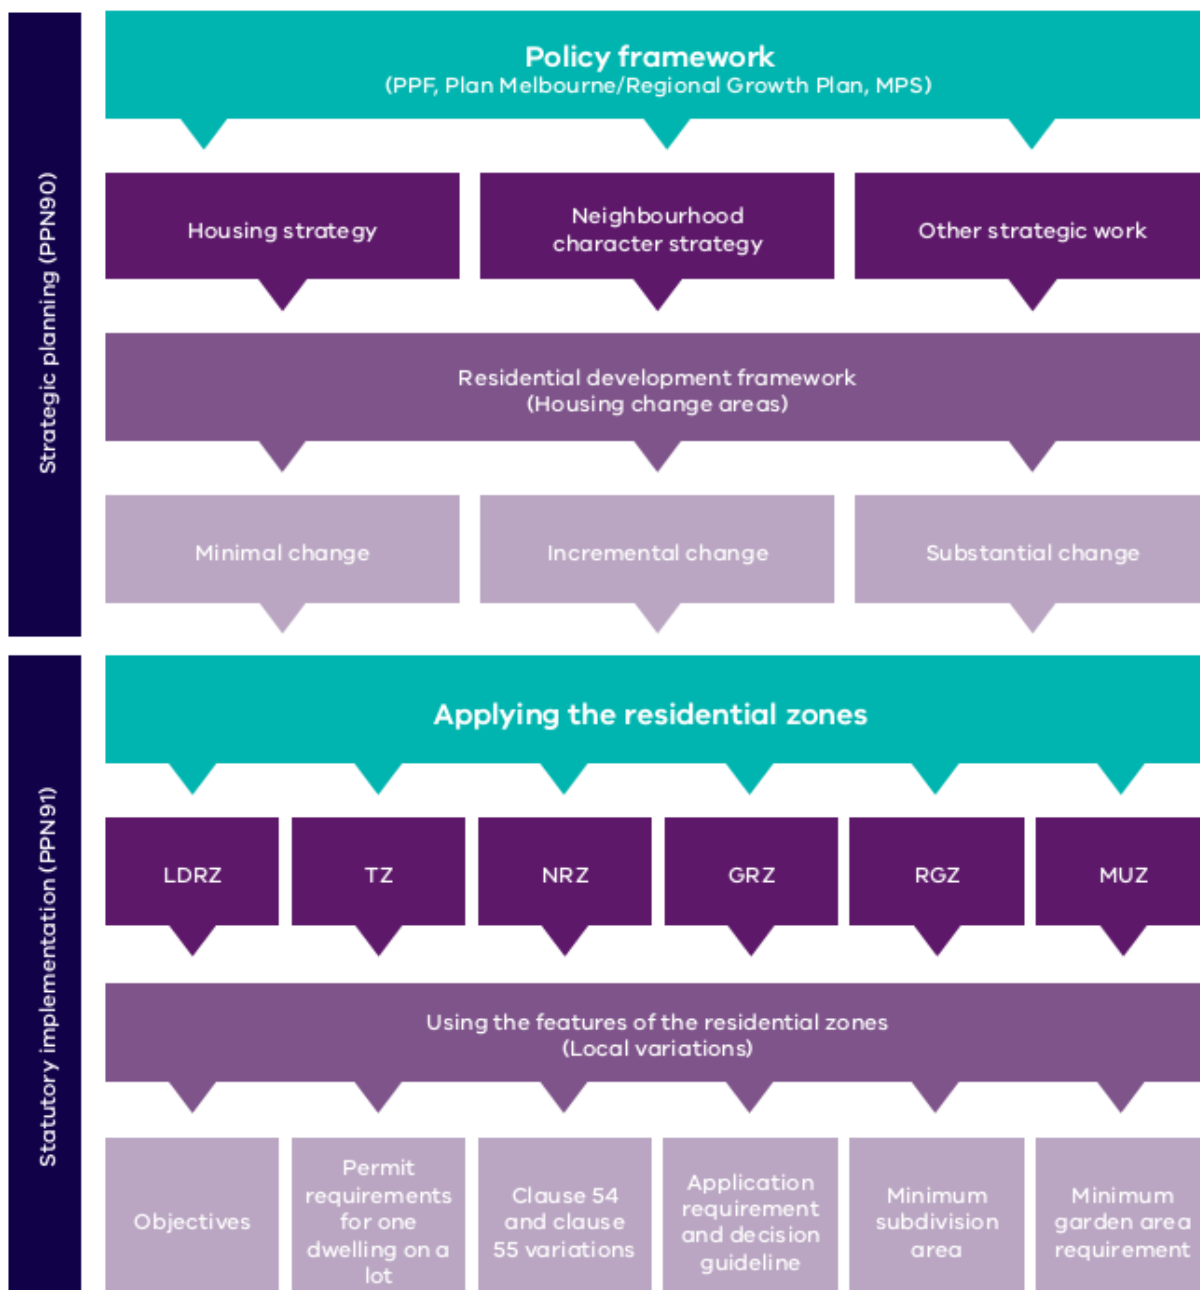 Strategic planning (PPN90)
Policy framework
(PPF, Plan Melbourne/Regional Growth Plan, MPS)
Housing strategy
Neighbourhood
character strategy
Other strategic work
Residential development framework
(Housing change areas)
Minimal change
Incremental change
Substantial change
Statutory implementation (PPN91)
Applying the residential zones
LDRZ
TZ
NRZ
GRZ
RGZ
MUZ
Using the features of the residential zones
(Local variations)
Objectives
Permit
requirements
for one
dwelling on a
lot
Clause 54
and clause
55 variations
Application
requirement
and decision
guideline
Minimum
subdivision
area
Minimum
garden area
requirement